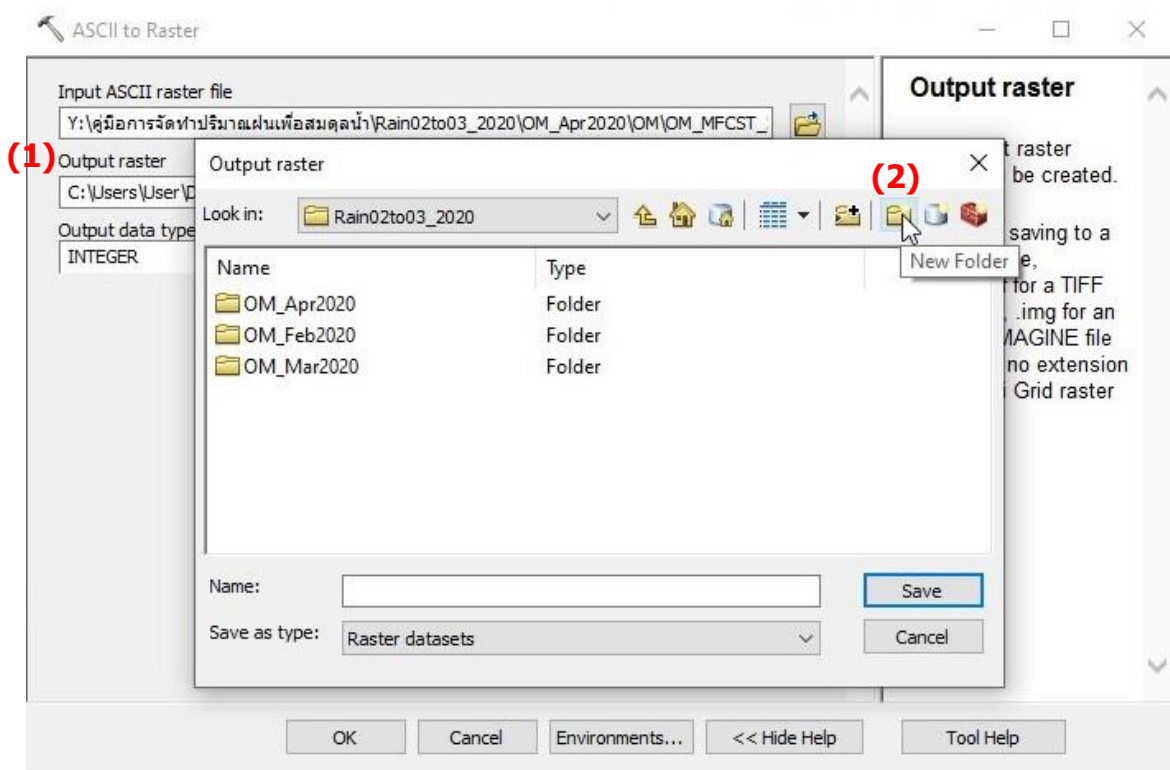 ASCII to Raster
Input ASCII raster file
Y:\คู่มือการจัดทำปริมาณฝนเพื่อสมดุลน้ำ\Rain02to03_2020\OM_Apr2020\OM\OM_MFCST_
(1) Output raster
C:\Users\User\D
Output data type
INTEGER
Output raster
(2)
Look in:
Rain02to03_2020
New Folder
Name Type
OM_Apr2020 Folder
OM_Feb2020 Folder
OM_Mar2020 Folder
Name:
Save
Save as type:
Raster datasets
Cancel
Output raster
t raster
be created.
saving to a
e,
for a TIFF
.img for an
MAGINE file
no extension
i Grid raster
OK Cancel Environments... << Hide Help Tool Help